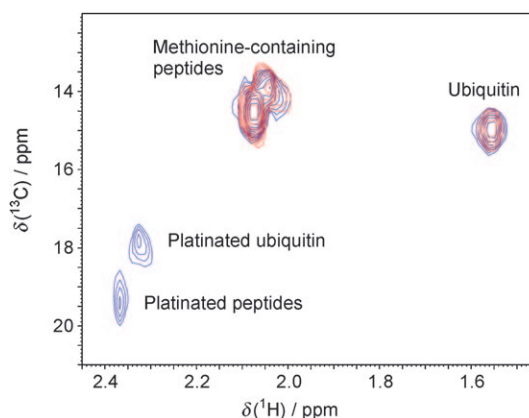 Methionine-containing
peptides
Ubiquitin
14
16
18
20
δ(¹³C) / ppm
Platinated ubiquitin
Platinated peptides
2.4
2.2
2.0
1.8
1.6
δ(¹H) / ppm